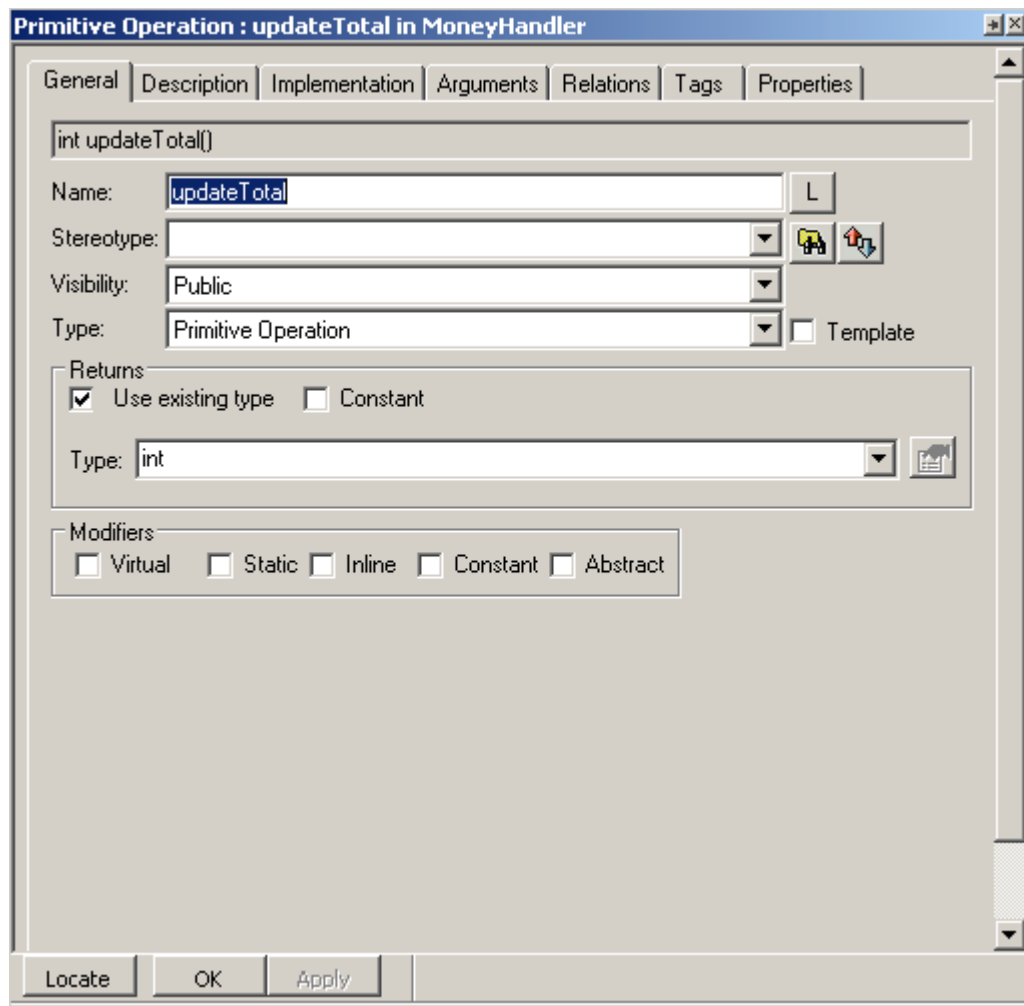 Primitive Operation : updateTotal in MoneyHandler
General Description Implementation Arguments Relations Tags Properties
int updateTotal()
Name: updateTotal L
Stereotype:
Visibility: Public
Type: Primitive Operation Template
Returns
Use existing type Constant
Type: int
Modifiers
Virtual Static Inline Constant Abstract
Locate OK Apply